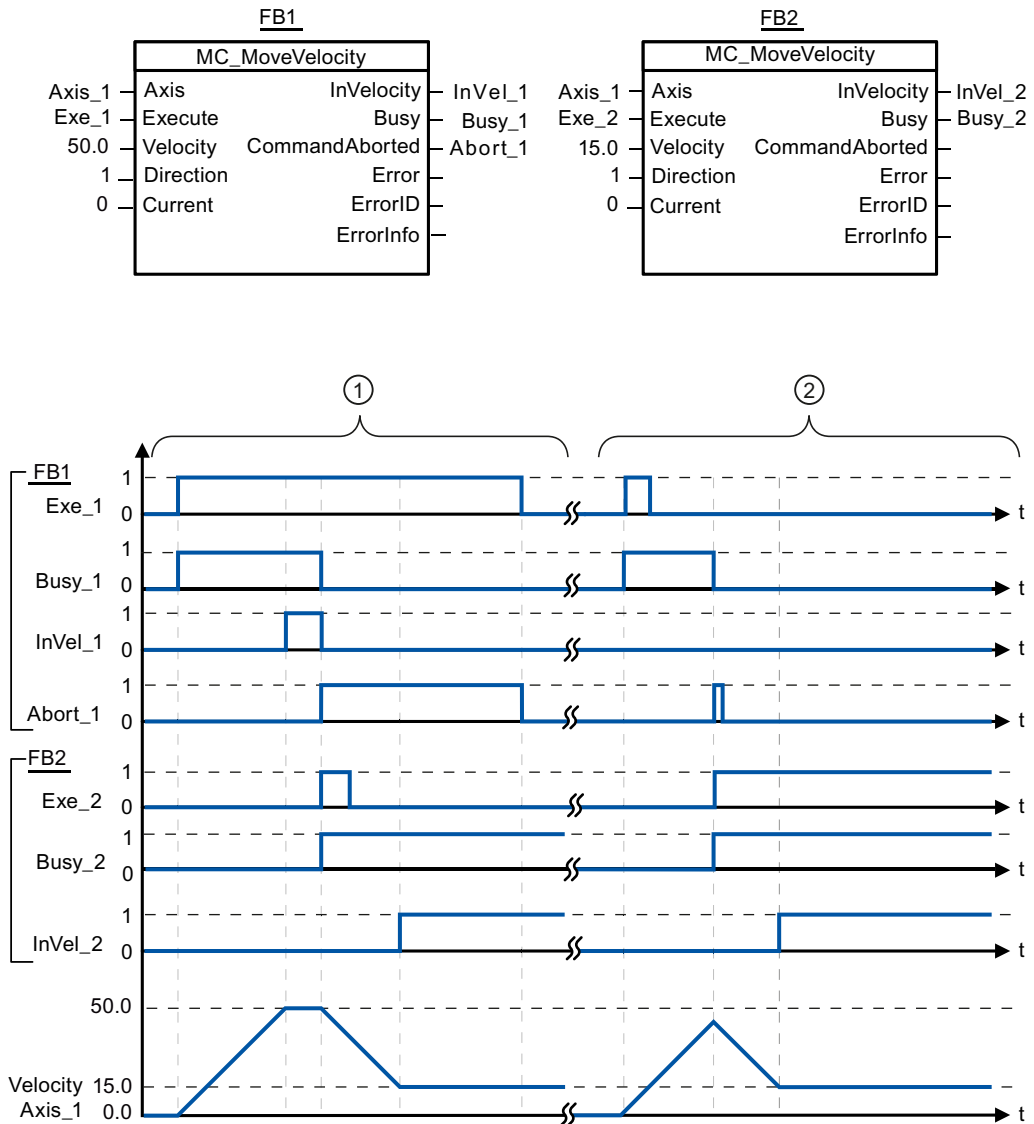 FB1
FB2
MC_MoveVelocity
MC_MoveVelocity
Axis_1 Axis InVelocity InVel_1
Axis_1 Axis InVelocity InVel_2
Exe_1 Execute Busy Busy_1
Exe_2 Execute Busy Busy_2
50.0 Velocity CommandAborted Abort_1
15.0 Velocity CommandAborted
1 Direction Error
1 Direction Error
0 Current ErrorID
0 Current ErrorID
ErrorInfo
ErrorInfo
1 2
FB1
1
Exe_1
0 t
1
Busy_1 0 t
1
InVel_1
0 t
1
Abort_1
0 t
FB2
1
Exe_2
0 t
1
Busy_2
0 t
1
InVel_2
0 t
50.0
Velocity 15.0
Axis_1 0.0 t